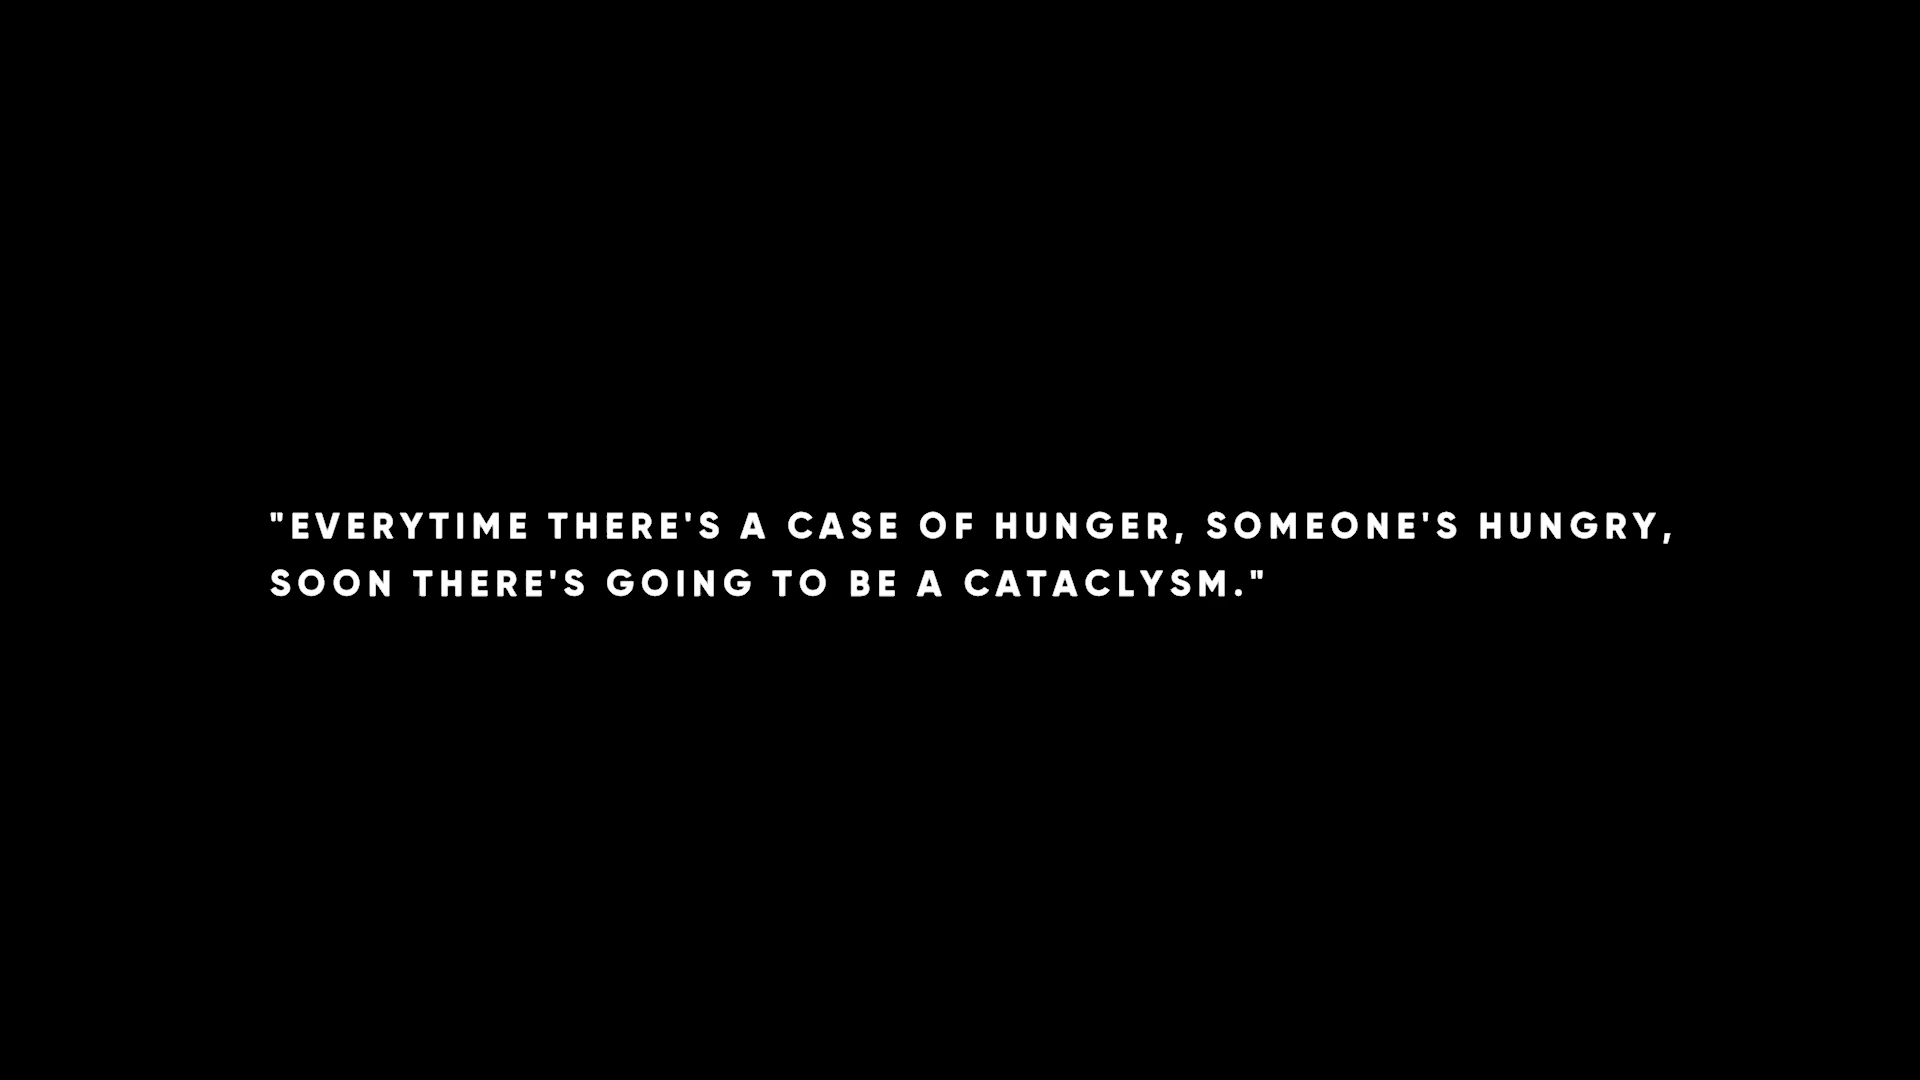 "EVERYTIME THERE'S A CASE OF HUNGER, SOMEONE'S HUNGRY,
SOON THERE'S GOING TO BE A CATACLYSM."